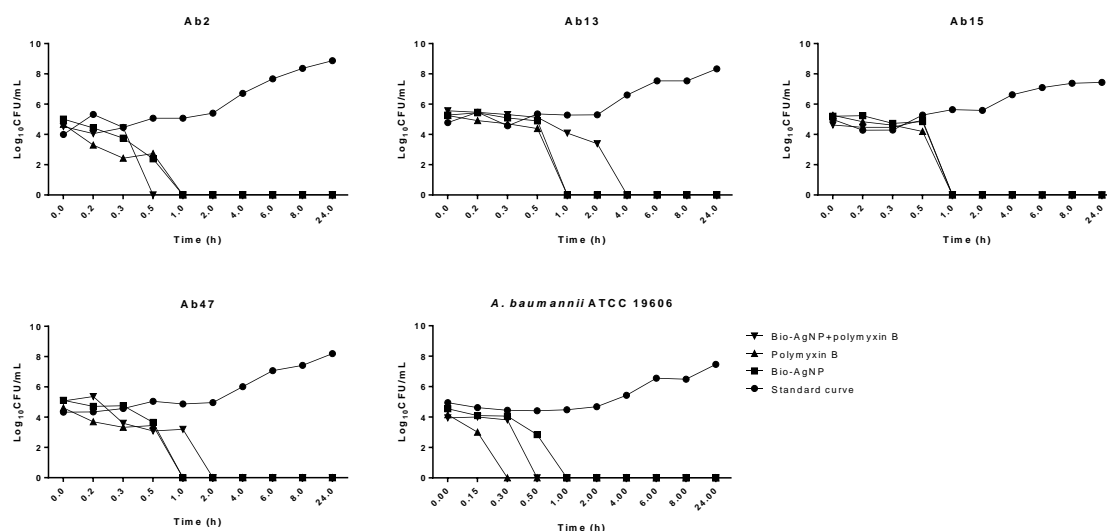 Ab2
10
8
6
4
2
0
Log10CFU/mL
0.0 0.2 0.3 0.5 1.0 2.0 4.0 6.0 8.0 24.0
Time (h)
Ab13
10
8
6
4
2
0
Log10CFU/mL
0.0 0.2 0.3 0.5 1.0 2.0 4.0 6.0 8.0 24.0
Time (h)
Ab15
10
8
6
4
2
0
Log10CFU/mL
0.0 0.2 0.3 0.5 1.0 2.0 4.0 6.0 8.0 24.0
Time (h)
Ab47
10
8
6
4
2
0
Log10CFU/mL
0.0 0.2 0.3 0.5 1.0 2.0 4.0 6.0 8.0 24.0
Time (h)
A. baumannii ATCC 19606
10
8
6
4
2
0
Log10CFU/mL
0.00 0.15 0.30 0.50 1.00 2.00 4.00 6.00 8.00 24.00
Time (h)
Bio-AgNP+polymyxin B
Polymyxin B
Bio-AgNP
Standard curve